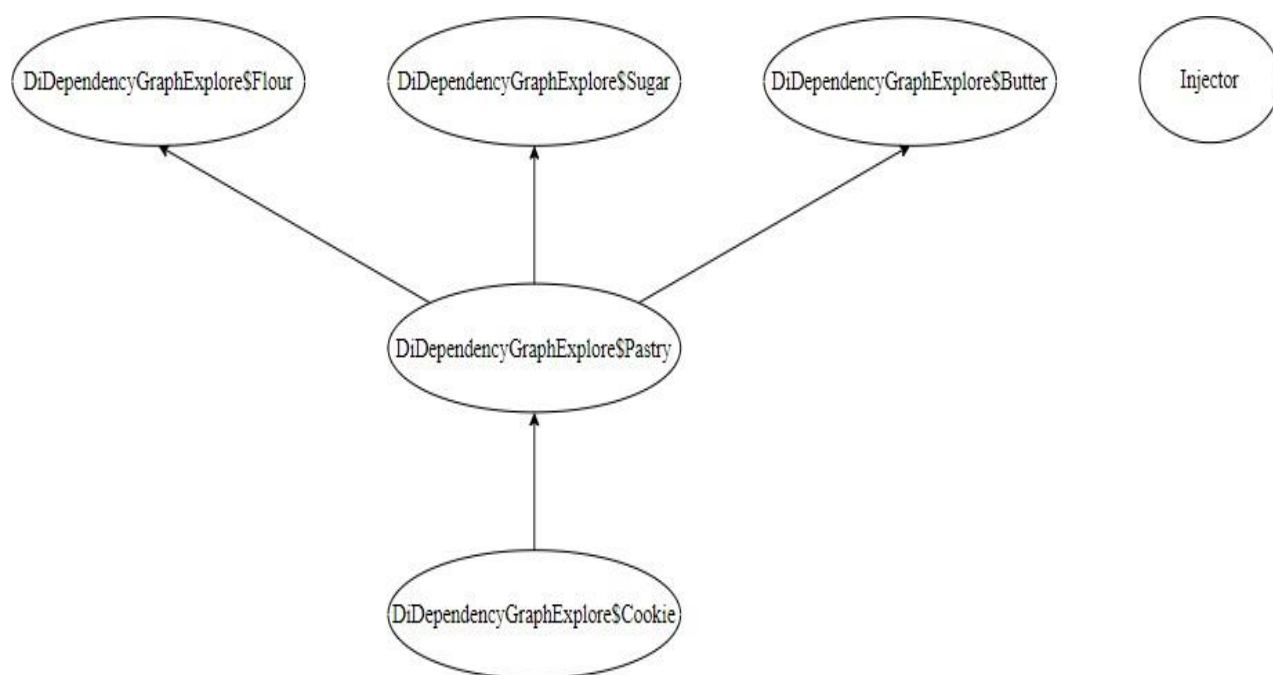 DiDependencyGraphExplore$Flour
DiDependencyGraphExplore$Sugar
DiDependencyGraphExplore$Butter
Injector
DiDependencyGraphExplore$Pastry
DiDependencyGraphExplore$Cookie